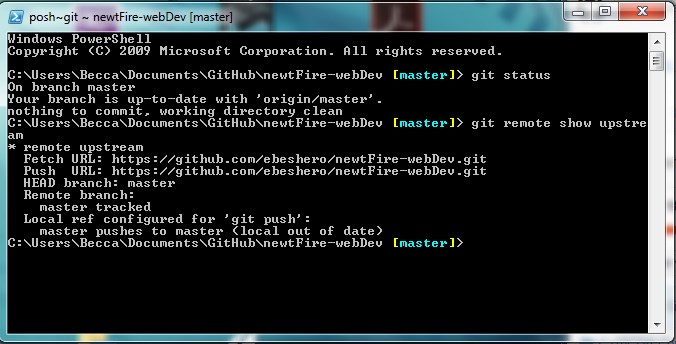 posh~git ~ newtFire-webDev [master]
Windows PowerShell
Copyright (C) 2009 Microsoft Corporation. All rights reserved.
C:\Users\Becca\Documents\GitHub\newtFire-webDev [master]> git status
On branch master
Your branch is up-to-date with 'origin/master'.
nothing to commit, working directory clean
C:\Users\Becca\Documents\GitHub\newtFire-webDev [master]> git remote show upstre
am
* remote upstream
  Fetch URL: https://github.com/ebeshero/newtFire-webDev.git
  Push  URL: https://github.com/ebeshero/newtFire-webDev.git
  HEAD branch: master
  Remote branch:
    master tracked
  Local ref configured for 'git push':
    master pushes to master (local out of date)
C:\Users\Becca\Documents\GitHub\newtFire-webDev [master]>